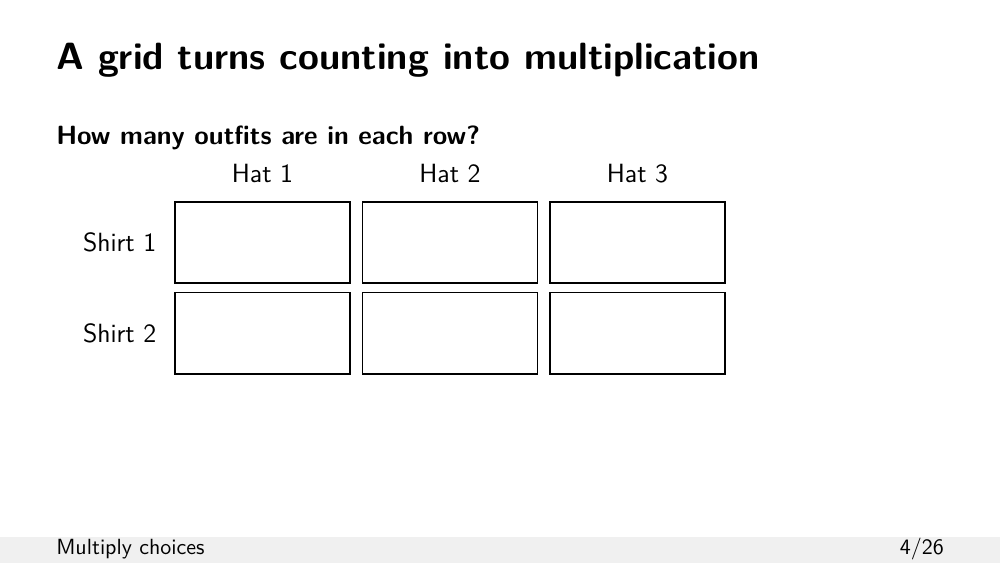 A grid turns counting into multiplication
How many outfits are in each row?
Hat 1 Hat 2 Hat 3
Shirt 1
Shirt 2
Multiply choices 4/26